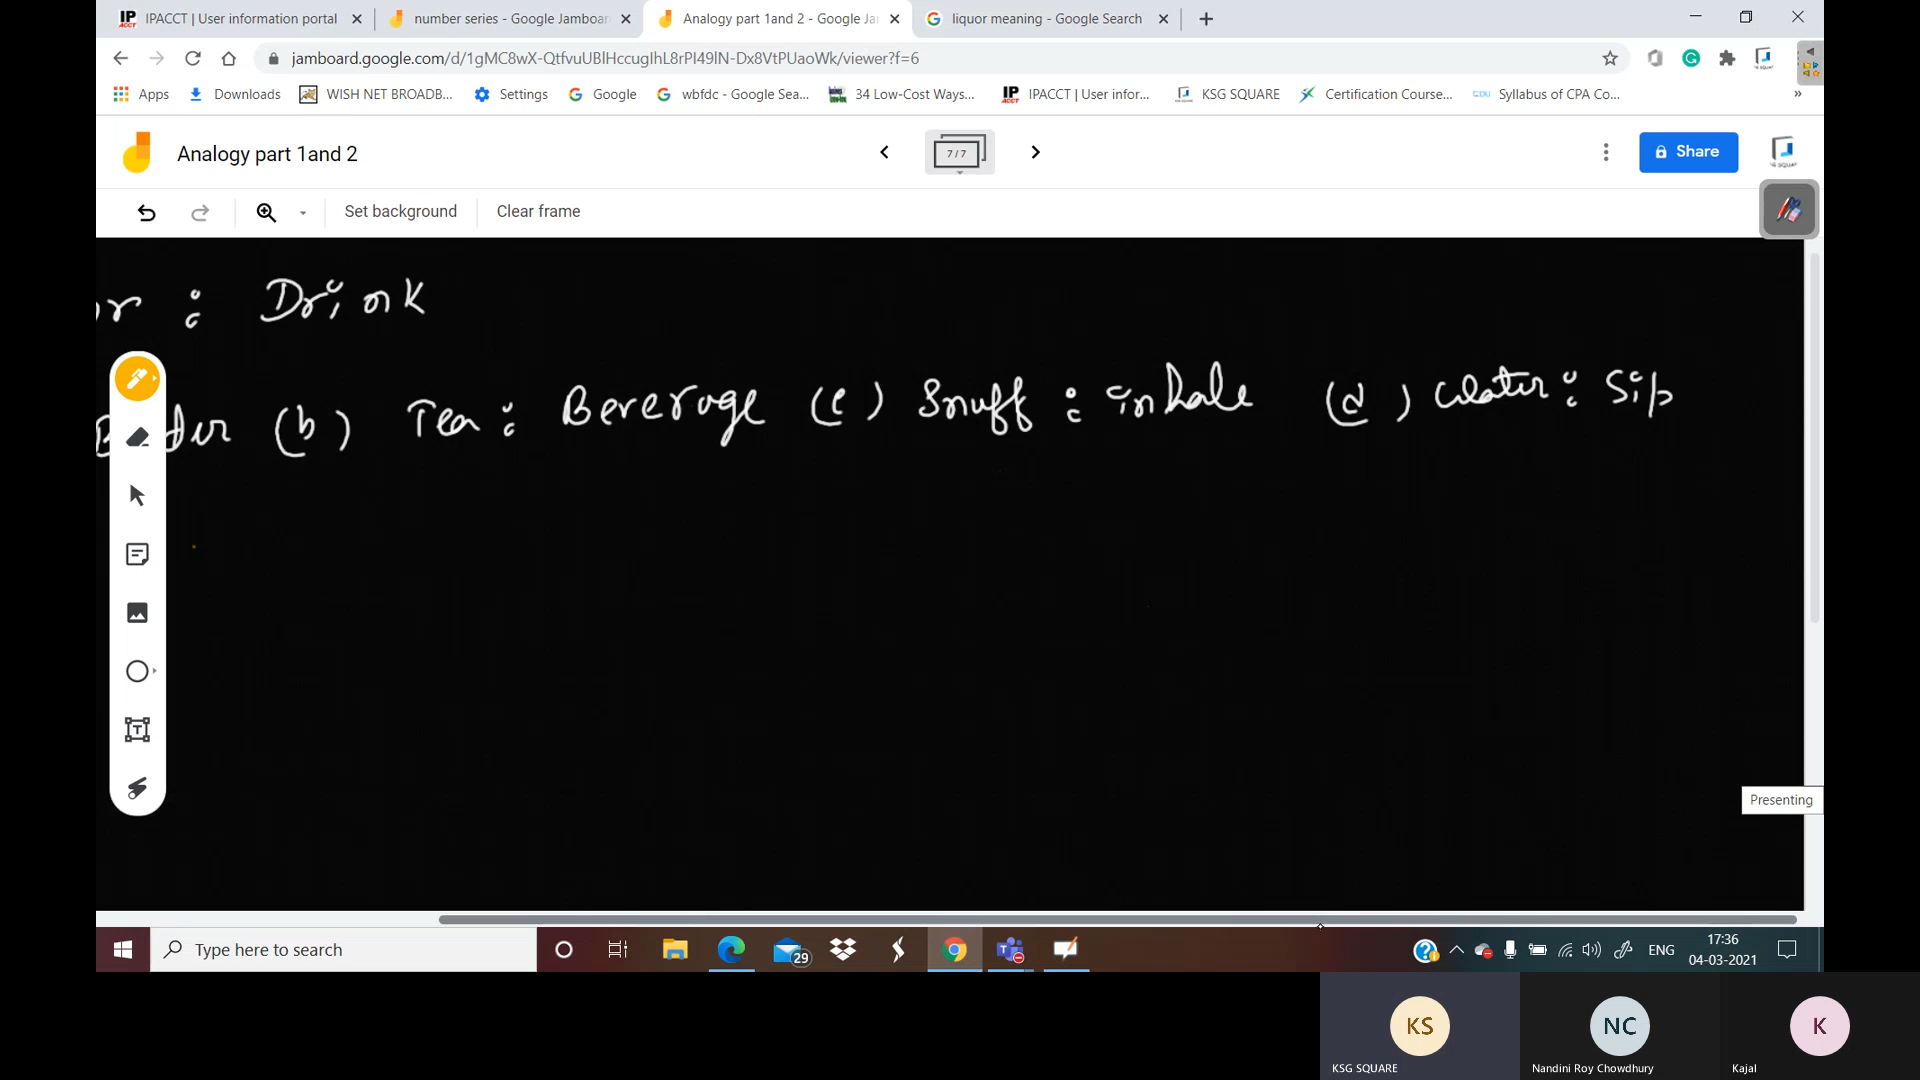 IPACCT | User information portal
number series - Google Jamboar
Analogy part 1and 2 - Google Ja
liquor meaning - Google Search
jamboard.google.com/d/1gMC8wX-QtfvuUBlHccugIhL8rPI49lN-Dx8VtPUaoWk/viewer?f=6
Apps Downloads WISH NET BROADB... Settings Google wbfdc - Google Sea... 34 Low-Cost Ways... IPACCT | User infor... KSG SQUARE Certification Course... Syllabus of CPA Co... »
Analogy part 1and 2
7 / 7
Share
Set background Clear frame
or : Drink
(b) Tea : Beverage (c) Snuff : inhale (d) Water : Sip
Presenting
Type here to search
29
ENG
17:36
04-03-2021
KS NC K
KSG SQUARE Nandini Roy Chowdhury Kajal